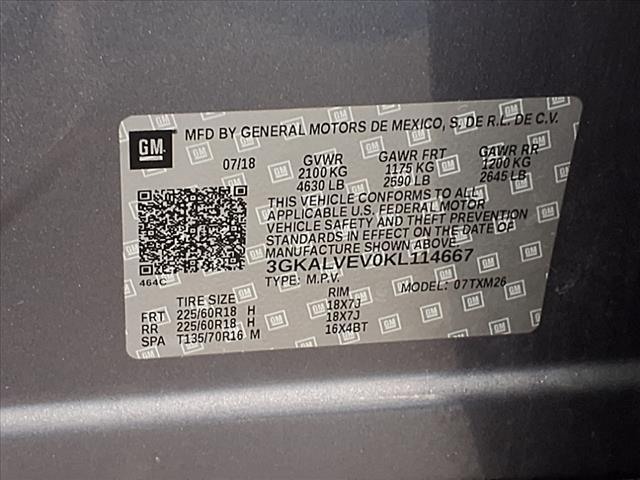 GM
MFD BY GENERAL MOTORS DE MEXICO, S. DE R.L. DE C.V.
07/18 GVWR GAWR FRT GAWR RR
2100 KG 1175 KG 1200 KG
4630 LB 2590 LB 2645 LB
THIS VEHICLE CONFORMS TO ALL
APPLICABLE U.S. FEDERAL MOTOR
VEHICLE SAFETY AND THEFT PREVENTION
STANDARDS IN EFFECT ON THE DATE OF
MANUFACTURE SHOWN ABOVE
3GKALVEV0KL114667
TYPE: M.P.V. MODEL: 07TXM26
464C
TIRE SIZE RIM
FRT 225/60R18 H 18X7J
RR 225/60R18 H 18X7J
SPA T135/70R16 M 16X4BT